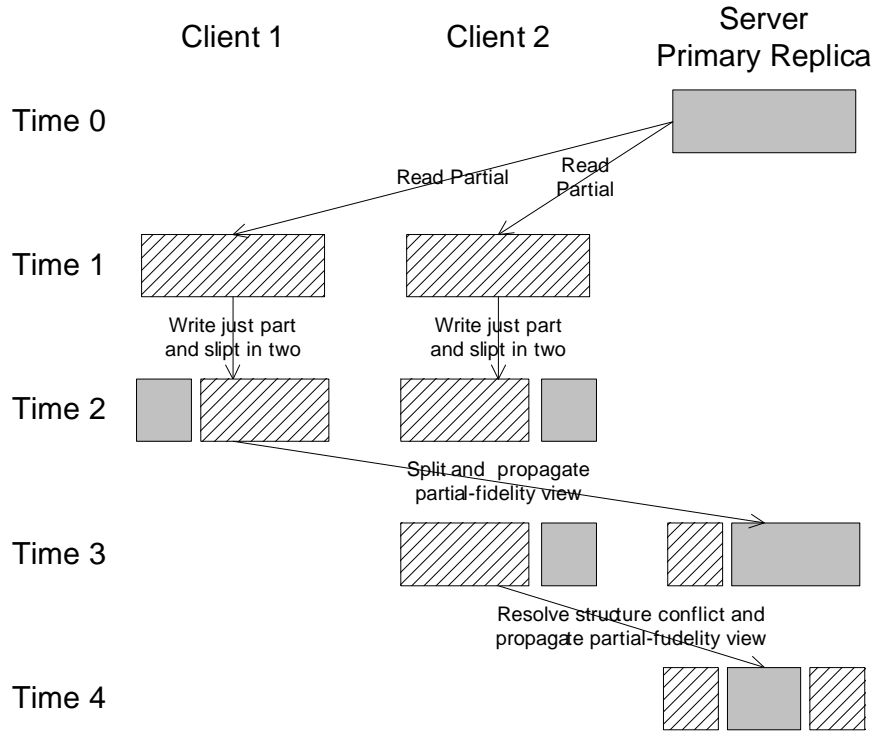 Client 1
Client 2
Server
Primary Replica
Time 0
Read Partial
Read
Partial
Time 1
Write just part
and slipt in two
Write just part
and slipt in two
Time 2
Split and propagate
partial-fidelity view
Time 3
Resolve structure conflict and
propagate partial-fudelity view
Time 4